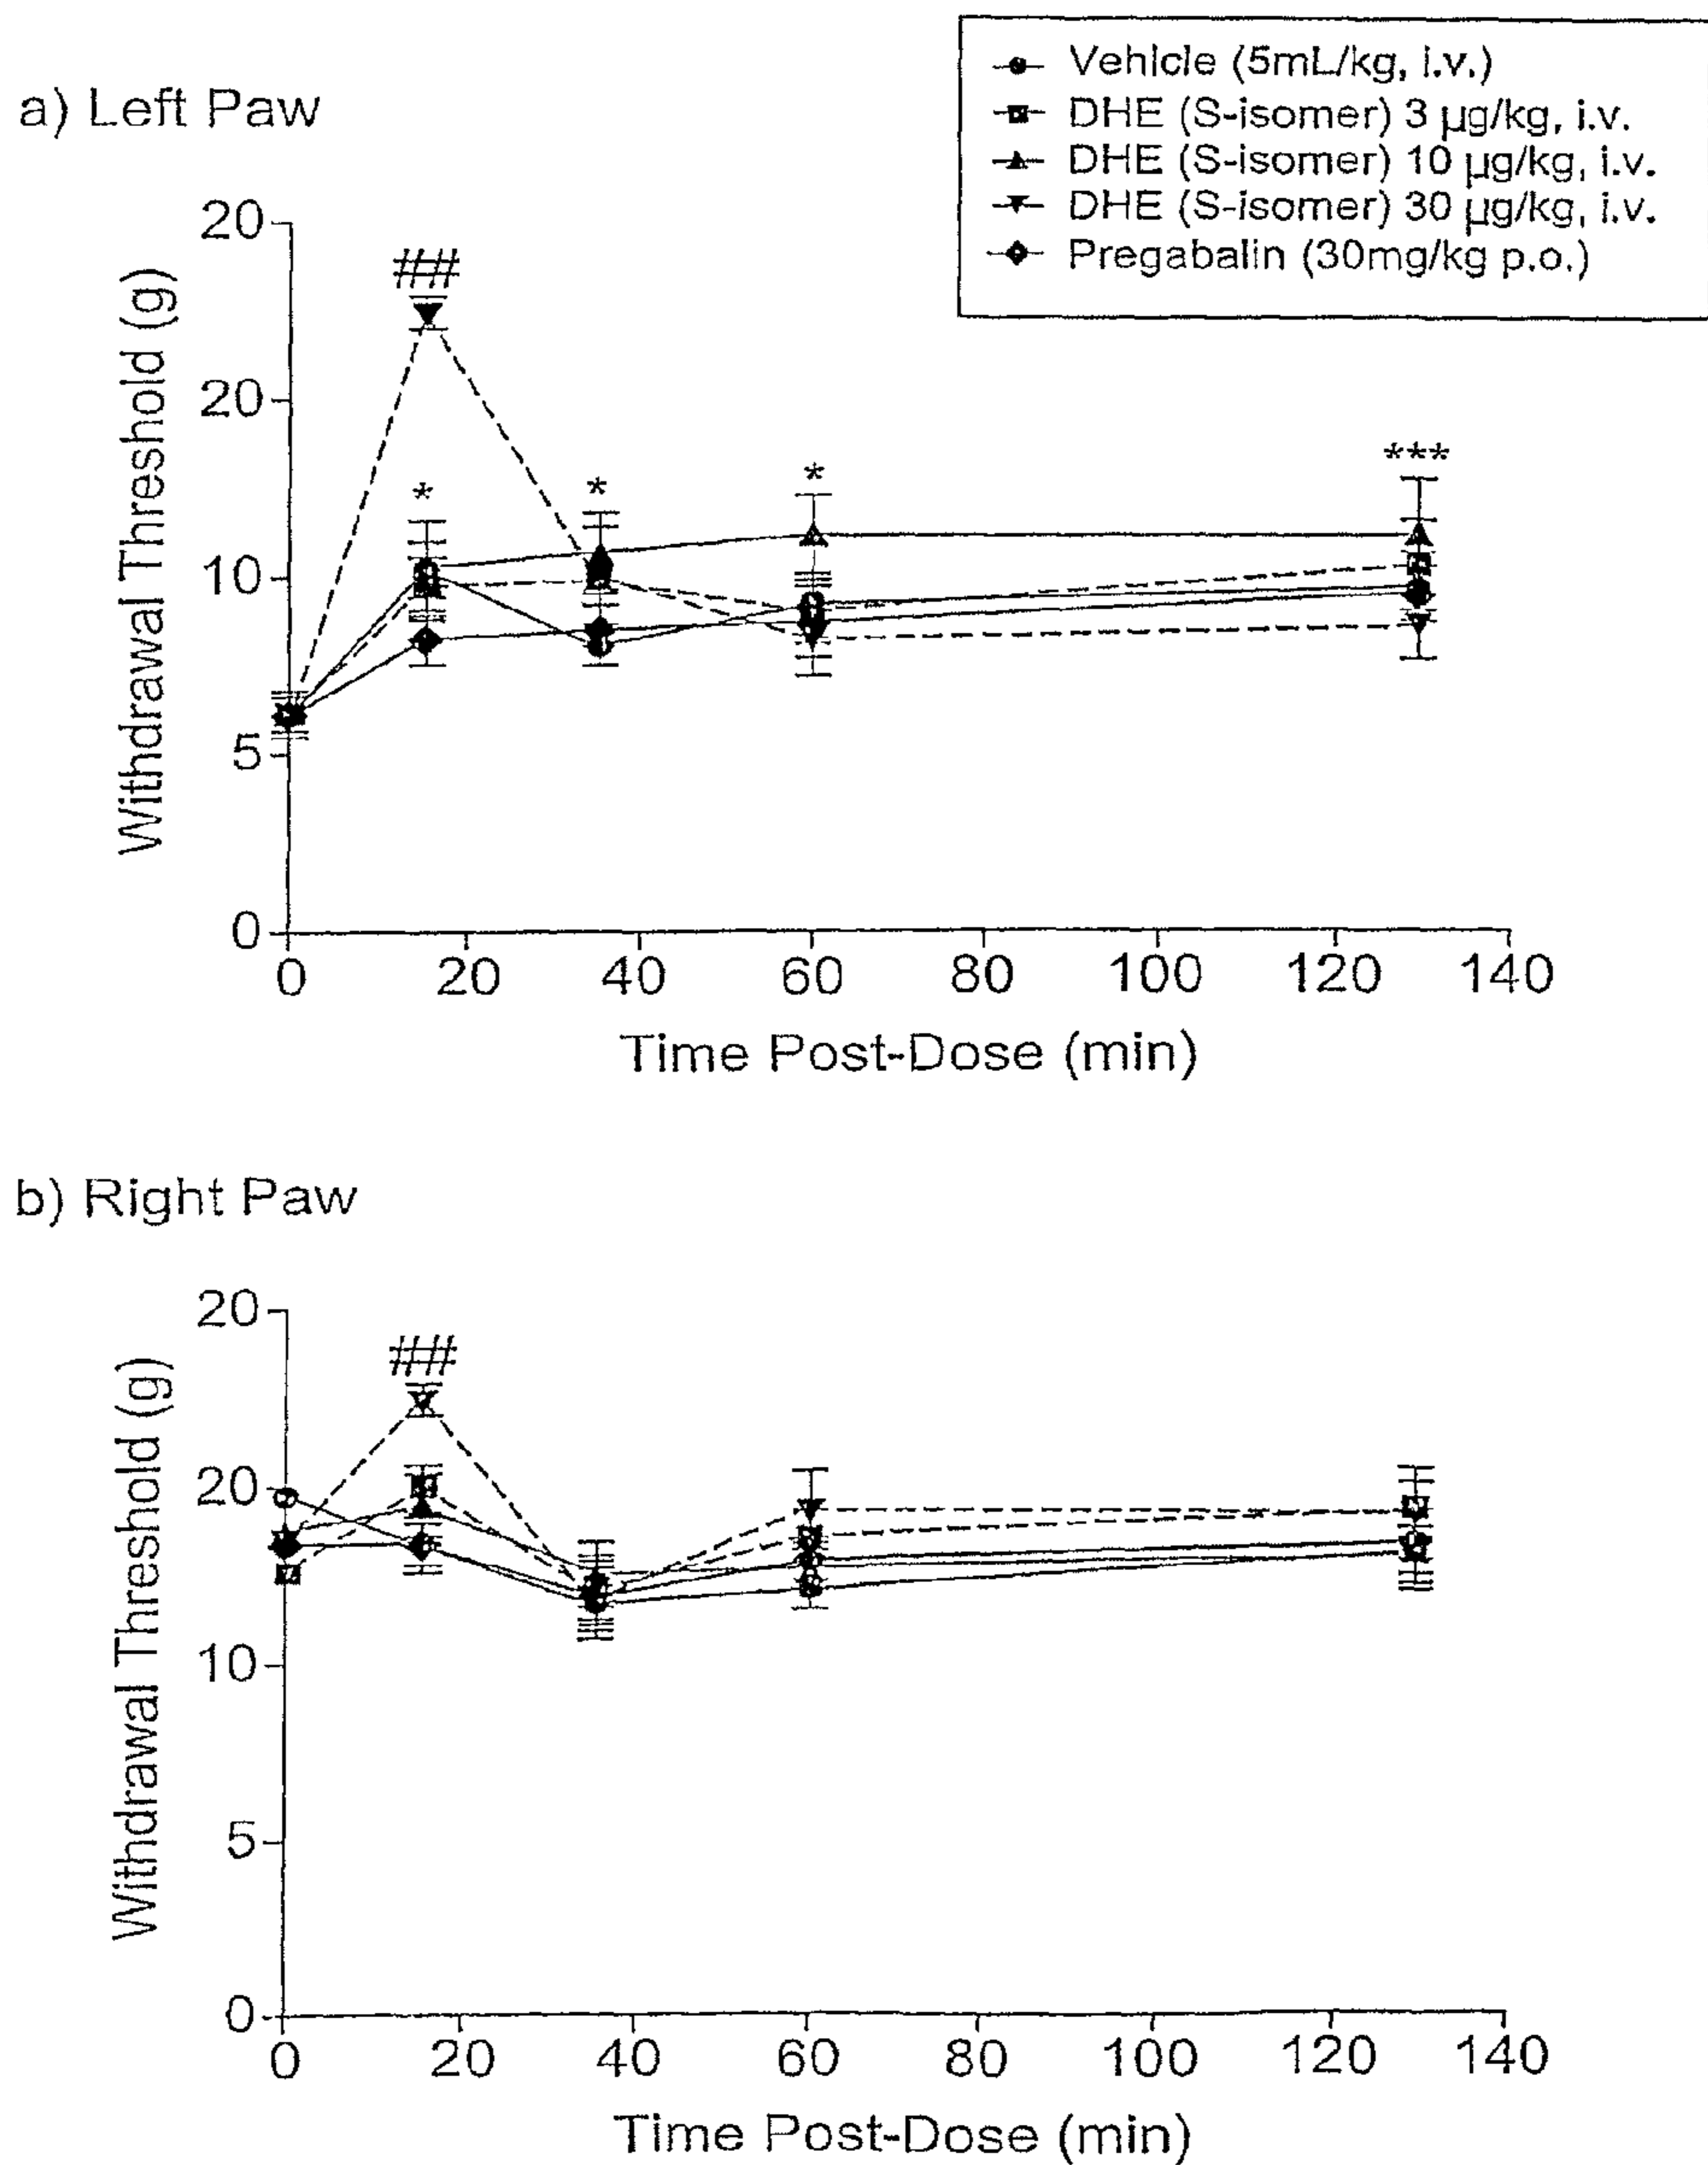 Vehicle (5mL/kg, i.v.)
DHE (S-isomer) 3 µg/kg, i.v.
DHE (S-isomer) 10 µg/kg, i.v.
DHE (S-isomer) 30 µg/kg, i.v.
Pregabalin (30mg/kg p.o.)
a) Left Paw
Withdrawal Threshold (g)
20
20
10
5
0
##
*
*
*
***
0 20 40 60 80 100 120 140
Time Post-Dose (min)
b) Right Paw
Withdrawal Threshold (g)
20
20
10
5
0
##
0 20 40 60 80 100 120 140
Time Post-Dose (min)